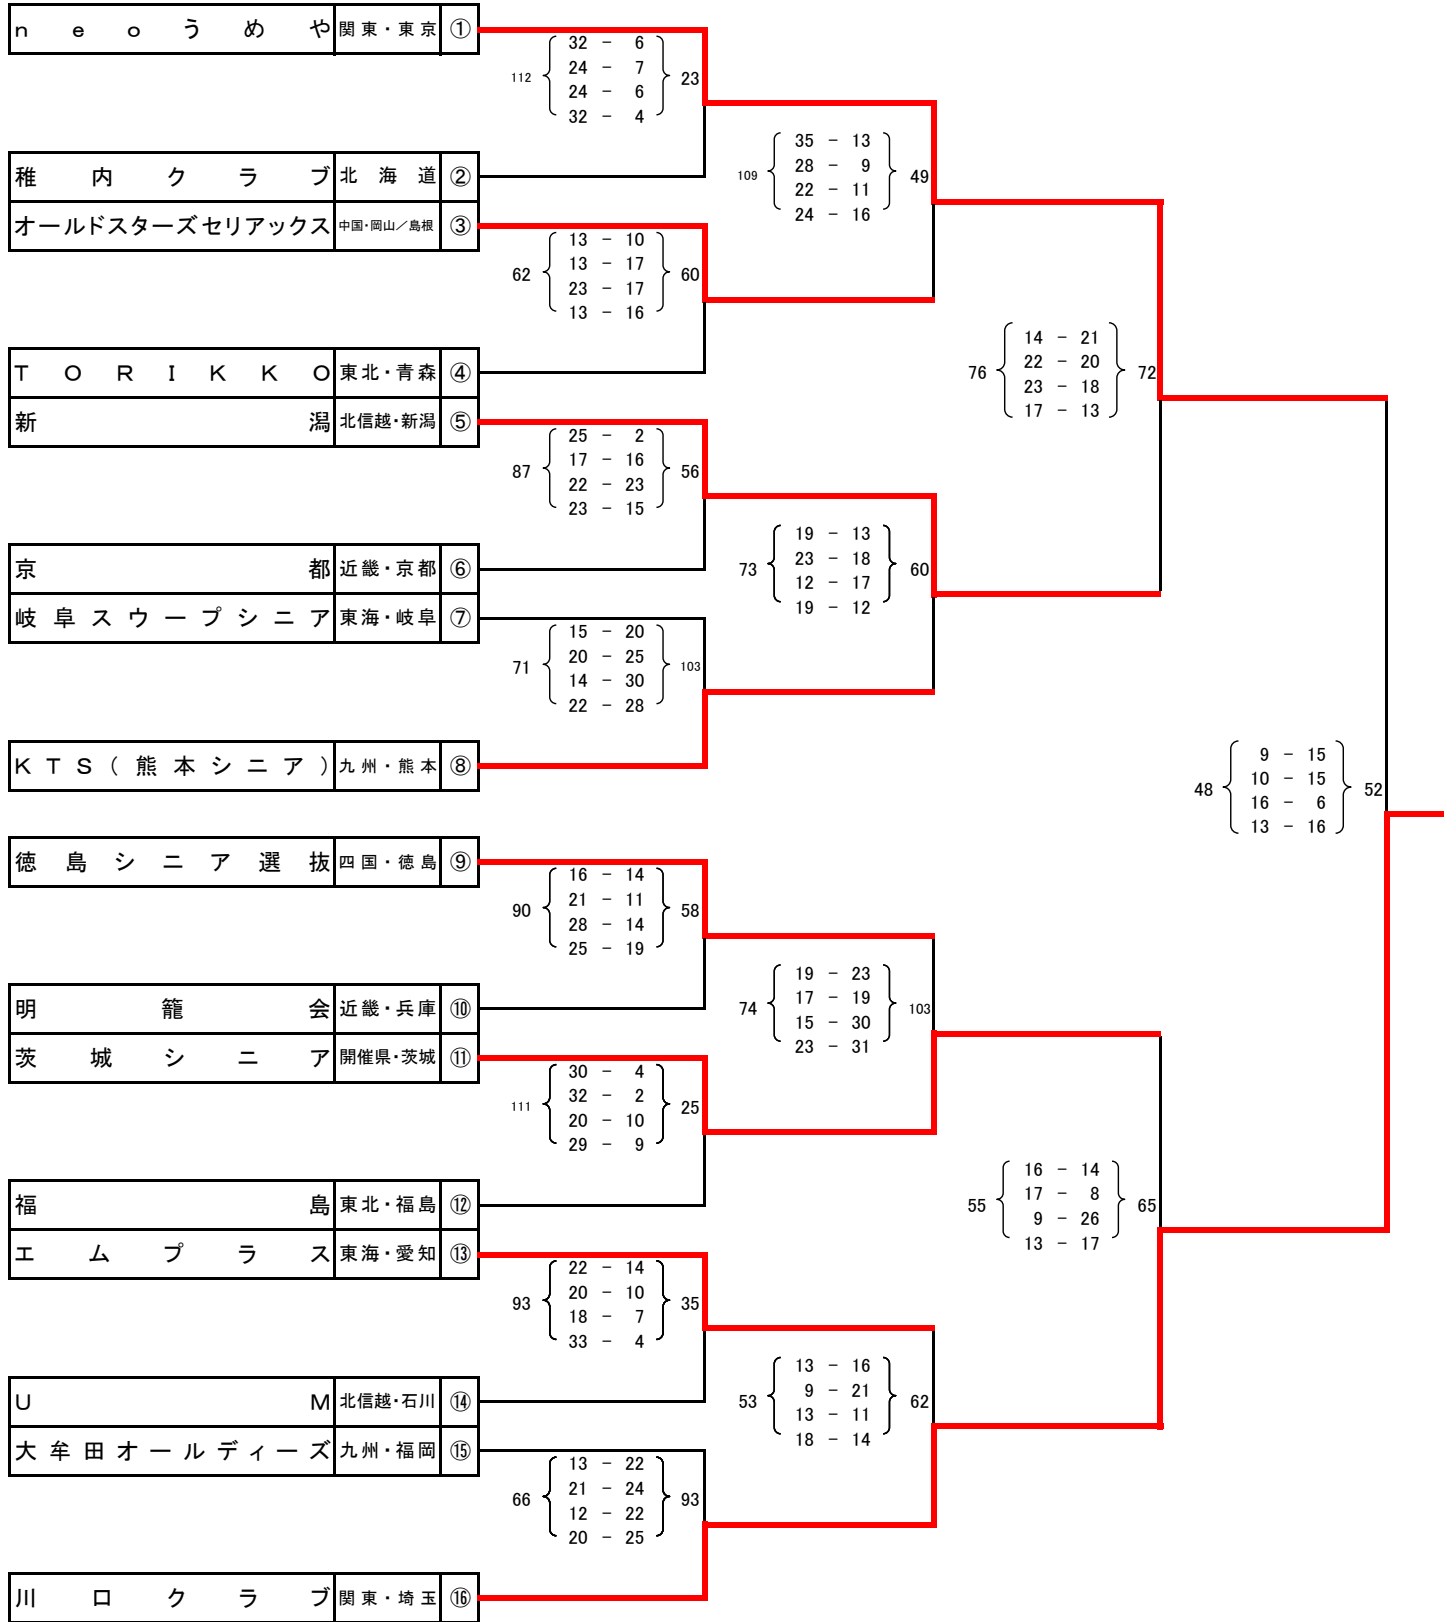 neoうめや 関東・東京 ①
32 - 6
112 24 - 7 23
24 - 6
32 - 4
稚内クラブ 北海道 ②
オールドスターズセリアックス 中国・岡山／島根 ③
35 - 13
109 28 - 9 49
22 - 11
24 - 16
13 - 10
62 13 - 17 60
23 - 17
13 - 16
TORIKKO 東北・青森 ④
新潟 北信越・新潟 ⑤
14 - 21
76 22 - 20 72
23 - 18
17 - 13
25 - 2
87 17 - 16 56
22 - 23
23 - 15
京都 近畿・京都 ⑥
岐阜スウープシニア 東海・岐阜 ⑦
19 - 13
73 23 - 18 60
12 - 17
19 - 12
15 - 20
71 20 - 25 103
14 - 30
22 - 28
KTS(熊本シニア) 九州・熊本 ⑧
9 - 15
48 10 - 15 52
16 - 6
13 - 16
徳島シニア選抜 四国・徳島 ⑨
16 - 14
90 21 - 11 58
28 - 14
25 - 19
明籠会 近畿・兵庫 ⑩
茨城シニア 開催県・茨城 ⑪
19 - 23
74 17 - 19 103
15 - 30
23 - 31
30 - 4
111 32 - 2 25
20 - 10
29 - 9
福島 東北・福島 ⑫
エムプラス 東海・愛知 ⑬
16 - 14
55 17 - 8 65
9 - 26
13 - 17
22 - 14
93 20 - 10 35
18 - 7
33 - 4
UM 北信越・石川 ⑭
大牟田オールディーズ 九州・福岡 ⑮
13 - 16
53 9 - 21 62
13 - 11
18 - 14
13 - 22
66 21 - 24 93
12 - 22
20 - 25
川口クラブ 関東・埼玉 ⑯